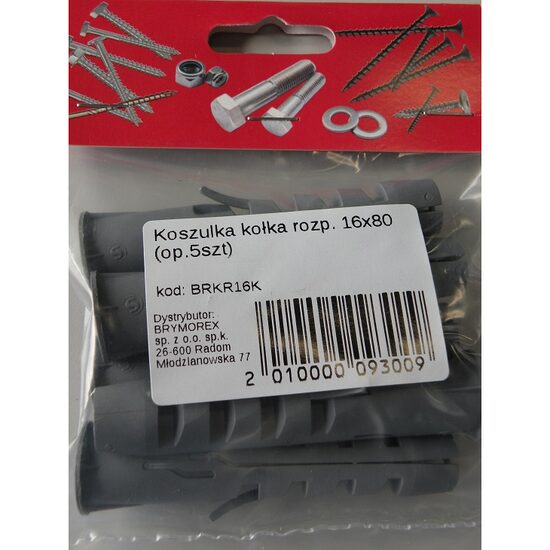 Koszulka kołka rozp. 16x80
(op.5szt)
kod: BRKR16K
Dystrybutor:
BRYMOREX
sp. z o.o. sp.k.
26-600 Radom
Młodzianowska 77
2 010000 093009